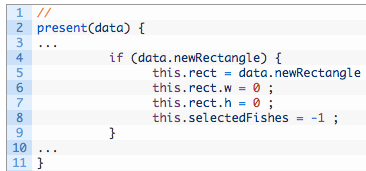 1 //
2 present(data) {
3 ...
4 if (data.newRectangle) {
5 this.rect = data.newRectangle
6 this.rect.w = 0 ;
7 this.rect.h = 0 ;
8 this.selectedFishes = -1 ;
9 }
10 ...
11 }